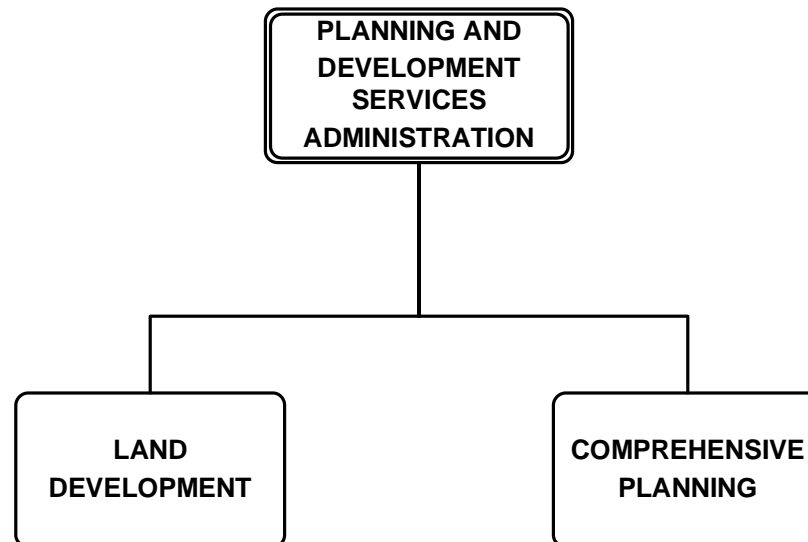 PLANNING AND
DEVELOPMENT
SERVICES
ADMINISTRATION
LAND
DEVELOPMENT
COMPREHENSIVE
PLANNING